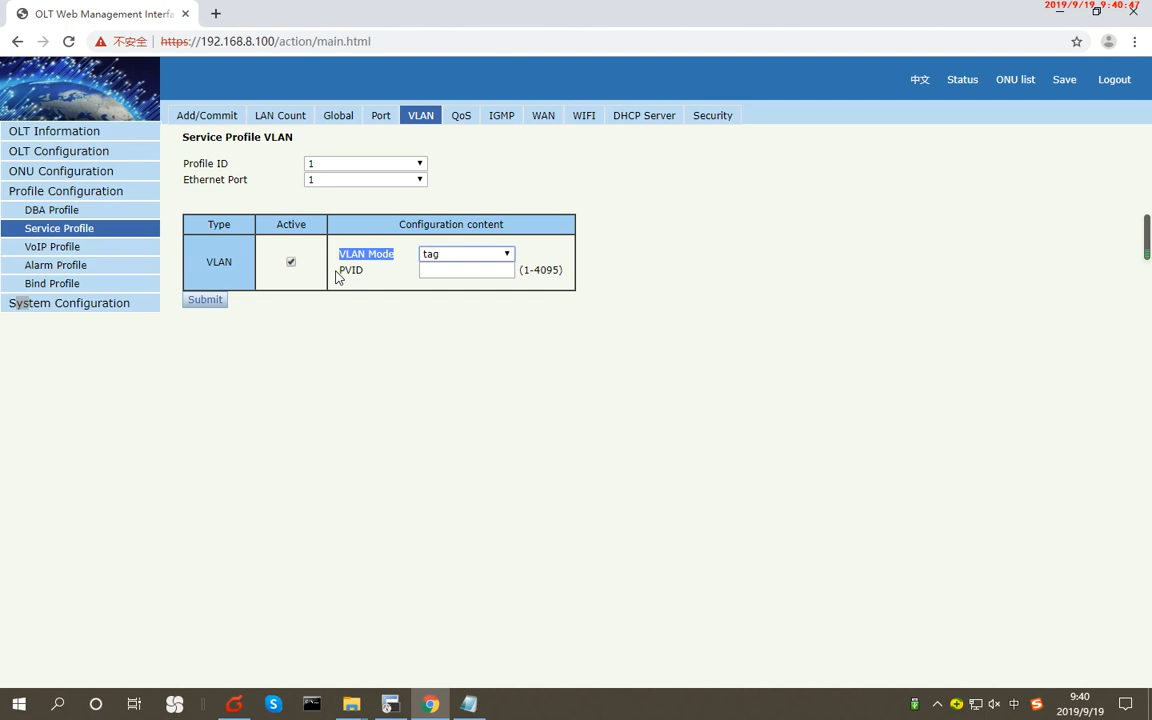 2019/9/19 9:40:47
OLT Web Management Interfa
不安全 https://192.168.8.100/action/main.html
中文 Status ONU list Save Logout
Add/Commit LAN Count Global Port VLAN QoS IGMP WAN WIFI DHCP Server Security
OLT Information
OLT Configuration
ONU Configuration
Profile Configuration
DBA Profile
Service Profile
VoIP Profile
Alarm Profile
Bind Profile
System Configuration
Service Profile VLAN
Profile ID 1
Ethernet Port 1
Type Active Configuration content
VLAN
VLAN Mode tag
PVID (1-4095)
Submit
中
9:40
2019/9/19